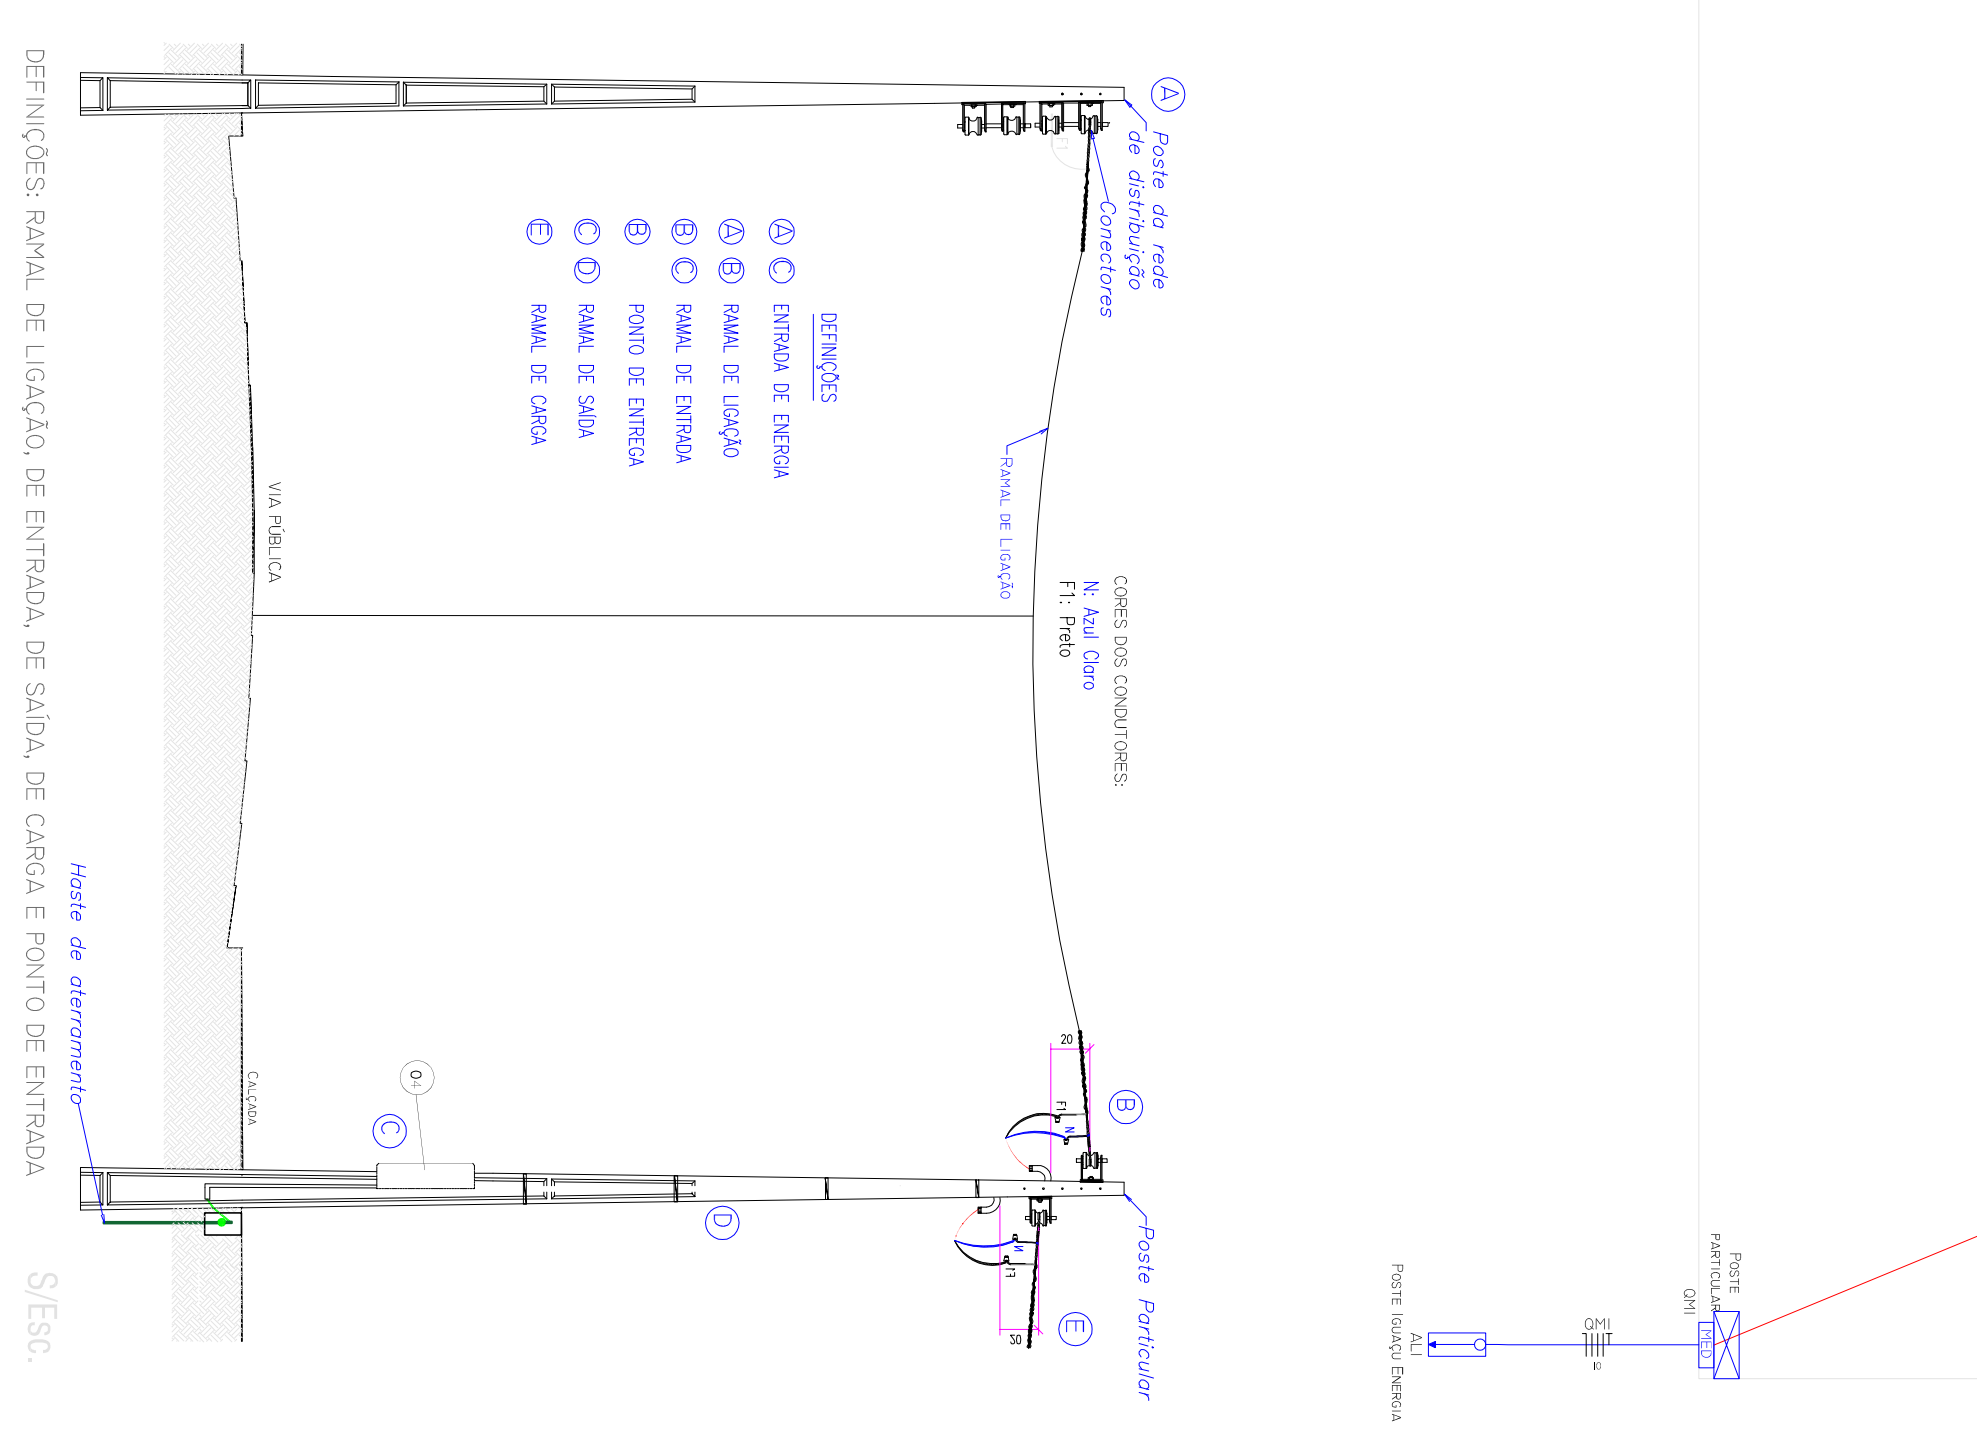 A
Poste da rede
de distribuição
Conectores
F1
DEFINIÇÕES
A C ENTRADA DE ENERGIA
A B RAMAL DE LIGAÇÃO
B C RAMAL DE ENTRADA
B PONTO DE ENTREGA
C D RAMAL DE SAÍDA
E RAMAL DE CARGA
RAMAL DE LIGAÇÃO
CORES DOS CONDUTORES:
N: Azul Claro
F1: Preto
VIA PÚBLICA
20
B
F1
N
04
C
CALÇADA
Haste de aterramento
D
N
F1
20
E
Poste Particular
DEFINIÇÕES: RAMAL DE LIGAÇÃO, DE ENTRADA, DE SAÍDA, DE CARGA E PONTO DE ENTRADA
S/Esc.
POSTE
PARTICULAR
QMI
MED
QMI
10
ALI
POSTE IGUAÇU ENERGIA